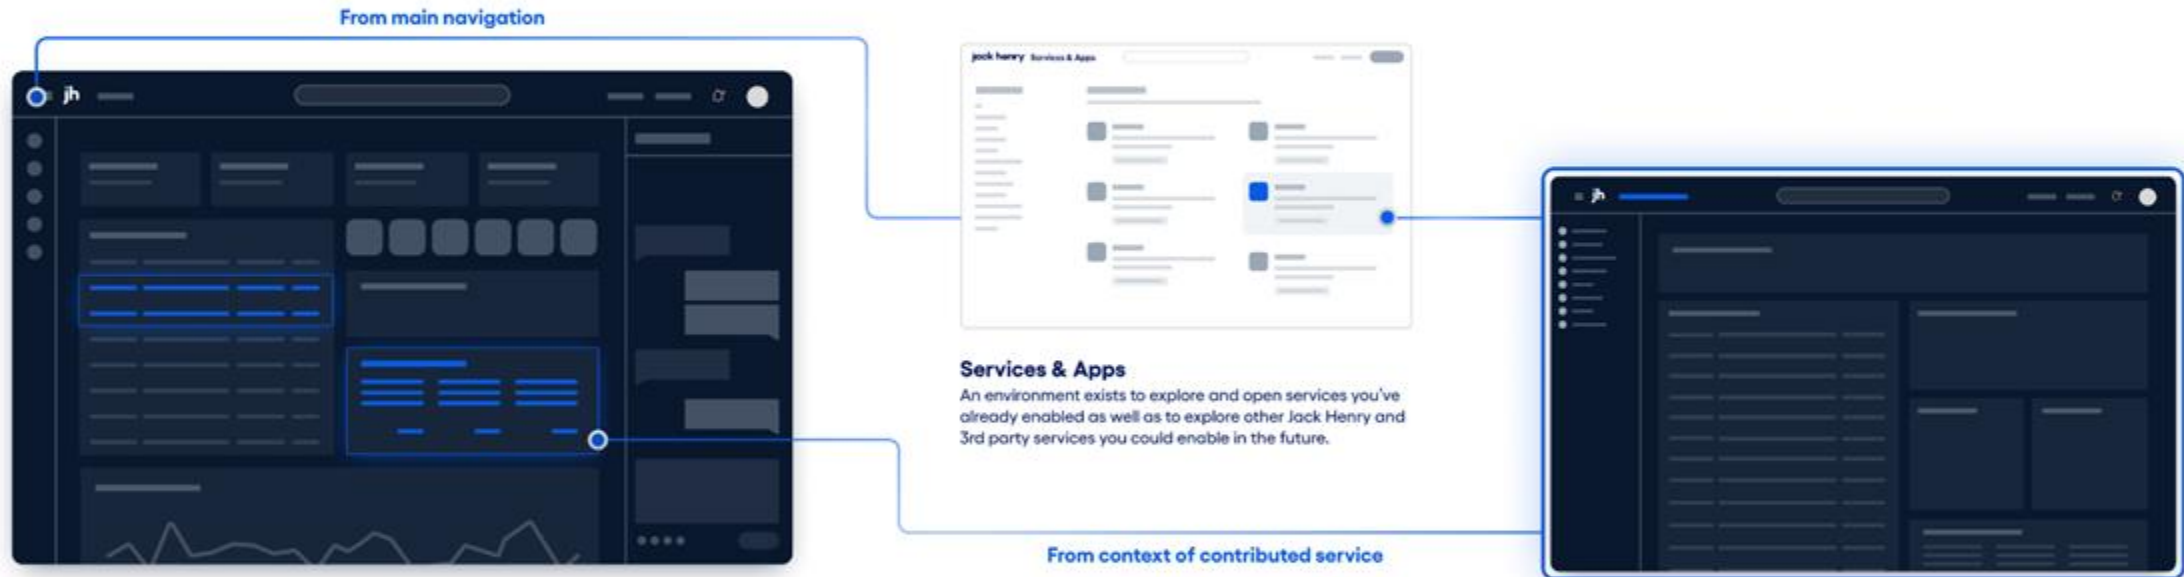 From main navigation
jh
jack henry Services & Apps
jh
Services & Apps
An environment exists to explore and open services you've
already enabled as well as to explore other Jack Henry and
3rd party services you could enable in the future.
From context of contributed service